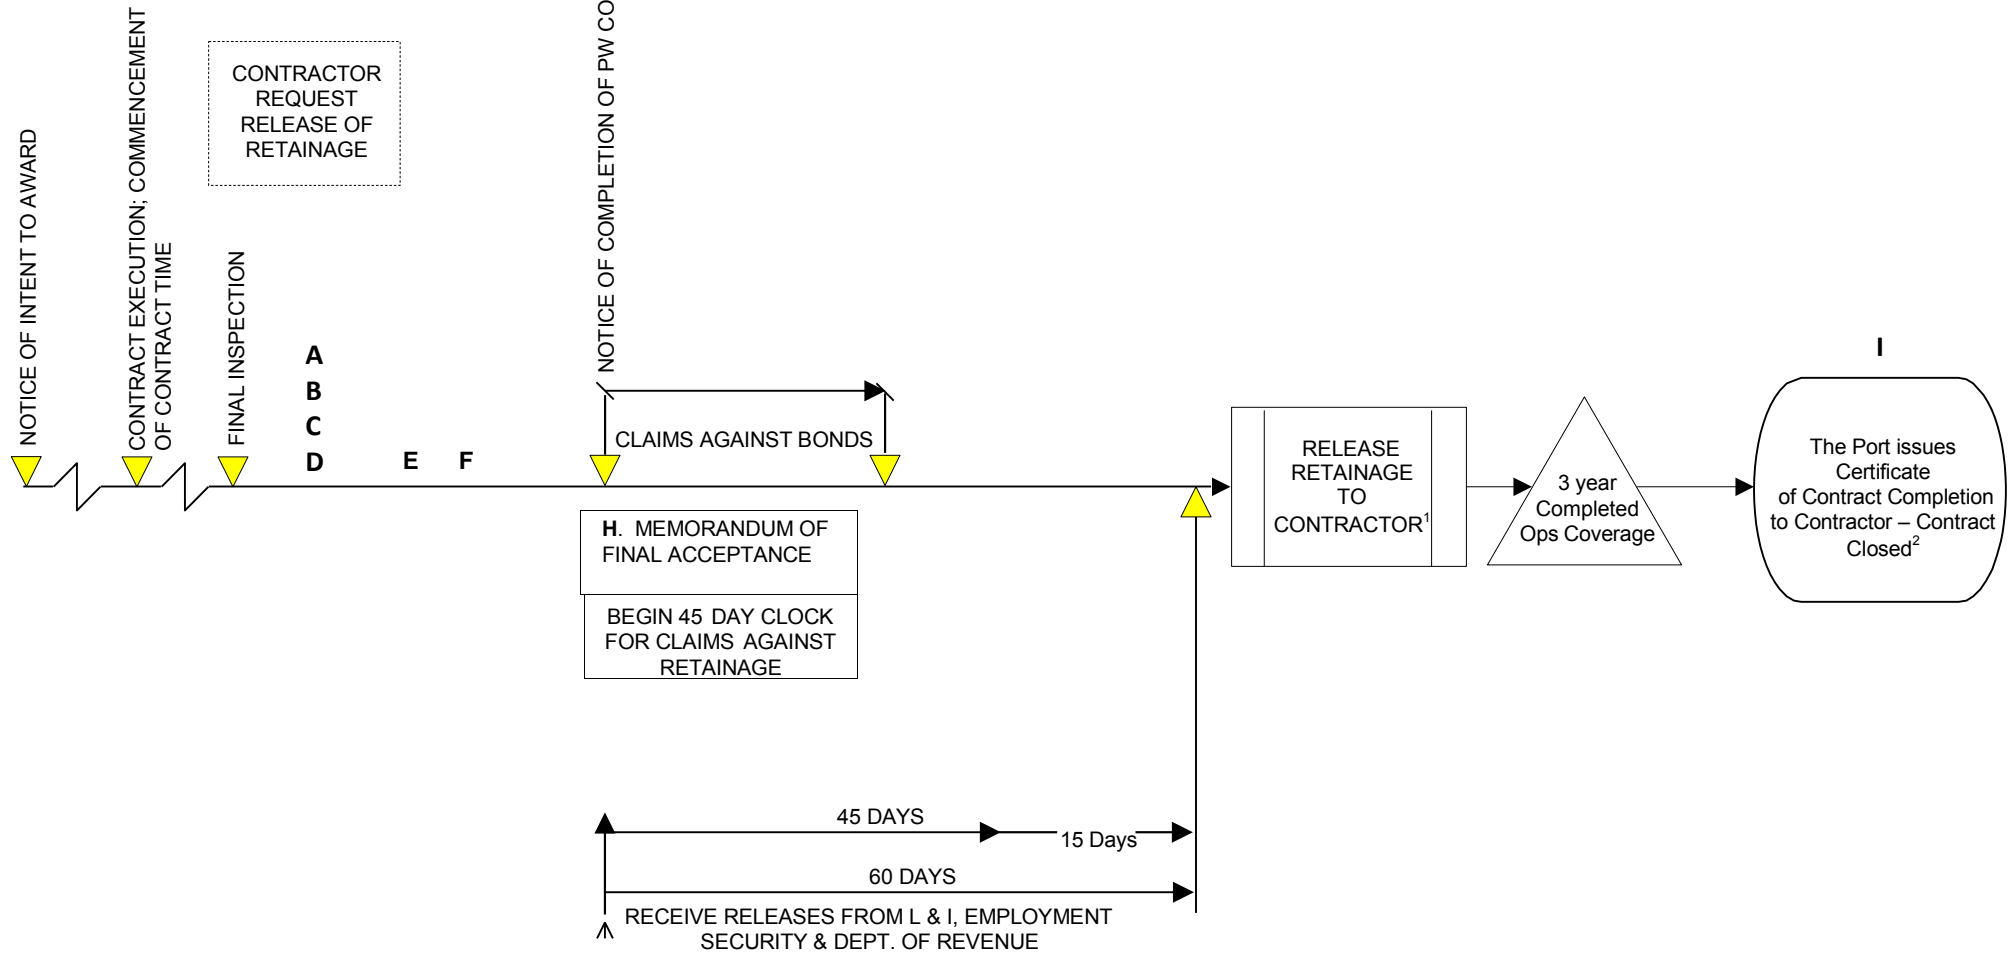 NOTICE OF INTENT TO AWARD
CONTRACT EXECUTION; COMMENCEMENT
OF CONTRACT TIME
CONTRACTOR
REQUEST
RELEASE OF
RETAINAGE
FINAL INSPECTION
A
B
C
D
E F
NOTICE OF COMPLETION OF PW CO
CLAIMS AGAINST BONDS
H. MEMORANDUM OF
FINAL ACCEPTANCE
BEGIN 45 DAY CLOCK
FOR CLAIMS AGAINST
RETAINAGE
45 DAYS
15 Days
60 DAYS
RECEIVE RELEASES FROM L & I, EMPLOYMENT
SECURITY & DEPT. OF REVENUE
RELEASE
RETAINAGE
TO
CONTRACTOR¹
3 year
Completed
Ops Coverage
I
The Port issues
Certificate
of Contract Completion
to Contractor – Contract
Closed²